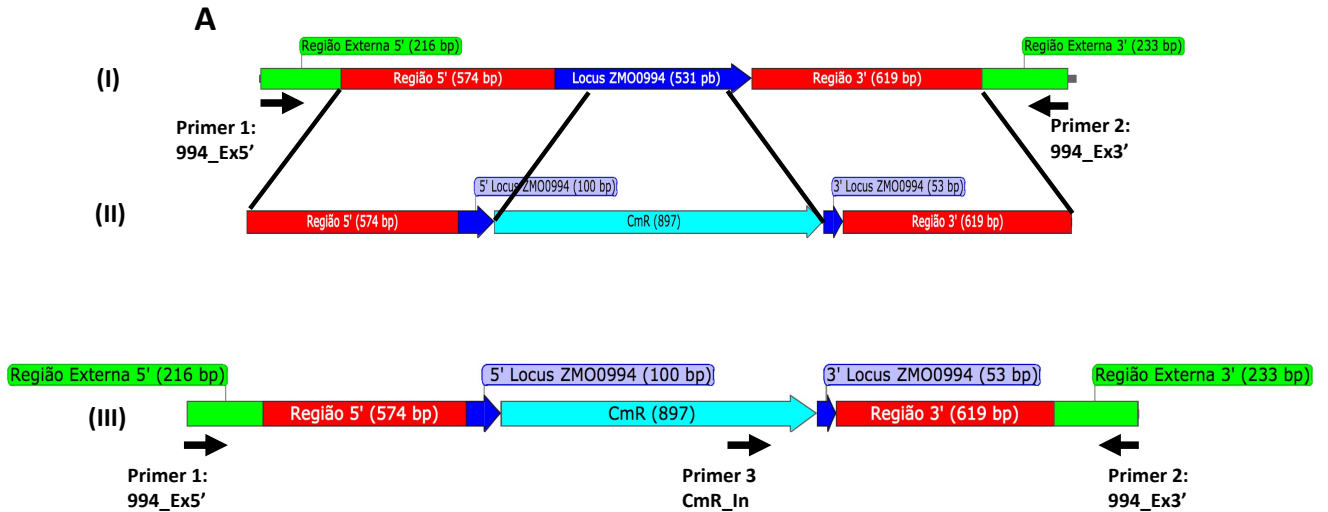 A
Região Externa 5' (216 bp)
Região Externa 3' (233 bp)
(I)
Região 5' (574 bp)
Locus ZMO0994 (531 pb)
Região 3' (619 bp)
Primer 1:
994_Ex5’
Primer 2:
994_Ex3’
5' Locus ZMO0994 (100 bp)
3' Locus ZMO0994 (53 bp)
(II)
Região 5' (574 bp)
CmR (897)
Região 3' (619 bp)
Região Externa 5' (216 bp)
5' Locus ZMO0994 (100 bp)
3' Locus ZMO0994 (53 bp)
Região Externa 3' (233 bp)
(III)
Região 5' (574 bp)
CmR (897)
Região 3' (619 bp)
Primer 1:
994_Ex5’
Primer 3
CmR_In
Primer 2:
994_Ex3’